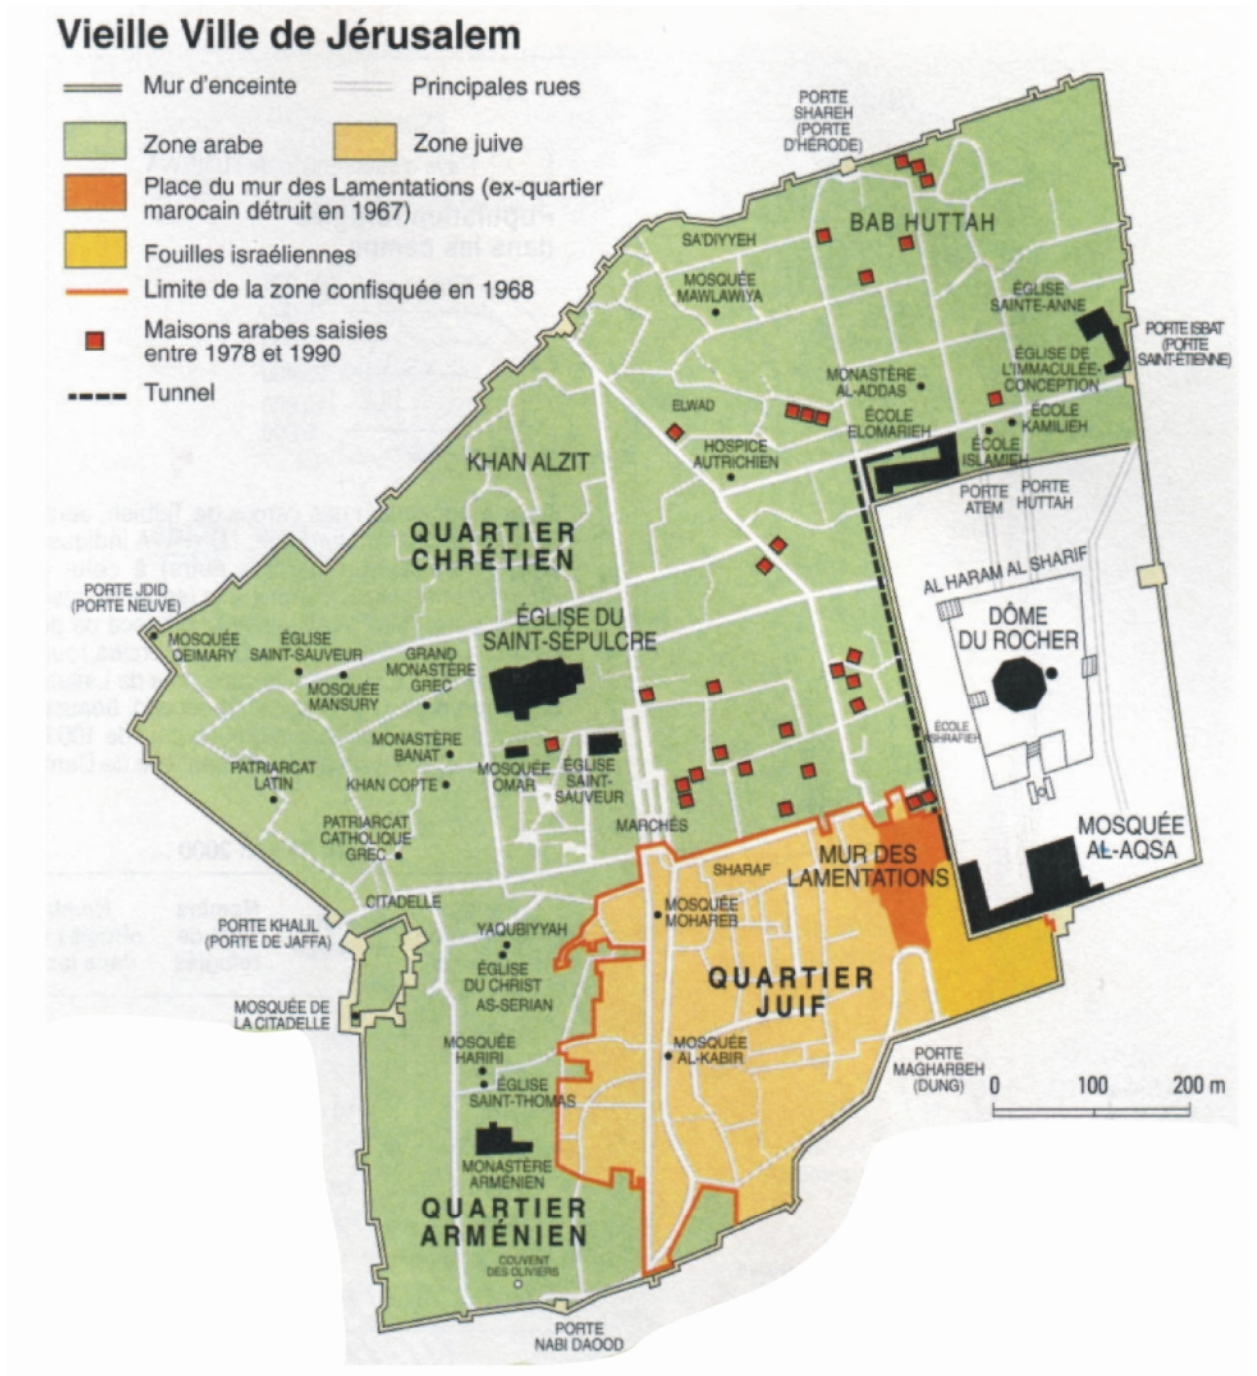 Vieille Ville de Jérusalem
Mur d'enceinte
Principales rues
Zone arabe
Zone juive
Place du mur des Lamentations (ex-quartier
marocain détruit en 1967)
Fouilles israéliennes
Limite de la zone confisquée en 1968
Maisons arabes saisies
entre 1978 et 1990
Tunnel
PORTE
SHAREH
(PORTE
D'HÉRODE)
BAB HUTTAH
SA'DIYYEH
MOSQUÉE
MAWLAWIYA
ÉGLISE
SAINTE-ANNE
PORTE ISBAT
(PORTE
SAINT-ÉTIENNE)
ÉGLISE DE
L'IMMACULÉE-
CONCEPTION
MONASTÈRE
AL-ADDAS
ELWAD
ÉCOLE
ELOMARIEH
ÉCOLE
KAMILIEH
ÉCOLE
ISLAMIEH
HOSPICE
AUTRICHIEN
KHAN ALZIT
PORTE
ATEM
PORTE
HUTTAH
QUARTIER
CHRÉTIEN
AL HARAM AL SHARIF
PORTE JDID
(PORTE NEUVE)
DÔME
DU ROCHER
ÉGLISE DU
SAINT-SÉPULCRE
MOSQUÉE
QEIMARY
ÉGLISE
SAINT-SAUVEUR
GRAND
MONASTÈRE
GREC
MOSQUÉE
MANSURY
ÉCOLE
ASHRAFIEH
MONASTÈRE
BANAT
PATRIARCAT
LATIN
KHAN COPTE
MOSQUÉE
OMAR
ÉGLISE
SAINT-
SAUVEUR
MARCHÉS
PATRIARCAT
CATHOLIQUE
GREC
MOSQUÉE
AL-AQSA
MUR DES
LAMENTATIONS
SHARAF
CITADELLE
MOSQUÉE
MOHAREB
PORTE KHALIL
(PORTE DE JAFFA)
YAQUBIYYAH
ÉGLISE
DU CHRIST
AS-SERIAN
QUARTIER
JUIF
MOSQUÉE DE
LA CITADELLE
MOSQUÉE
HARIRI
MOSQUÉE
AL-KABIR
PORTE
MAGHARBEH
(DUNG)
0 100 200 m
ÉGLISE
SAINT-THOMAS
MONASTÈRE
ARMÉNIEN
QUARTIER
ARMÉNIEN
COUVENT
DES OLIVIERS
PORTE
NABI DAOOD